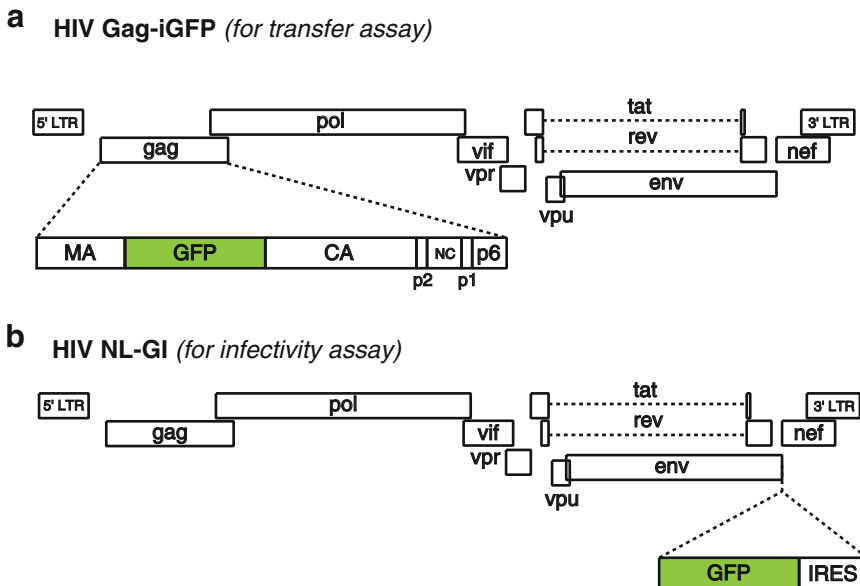 a HIV Gag-iGFP (for transfer assay)
5' LTR
pol
tat
3' LTR
gag
vif
rev
nef
vpr
vpu
env
MA
GFP
CA
p2
NC
p1
p6
b HIV NL-GI (for infectivity assay)
5' LTR
pol
tat
3' LTR
gag
vif
rev
nef
vpr
vpu
env
GFP
IRES